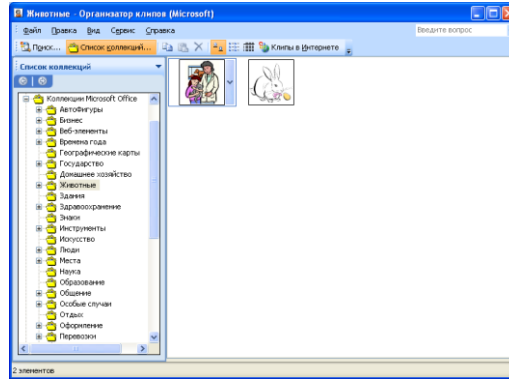 Животные - Организатор клипов (Microsoft)
Файл Правка Вид Сервис Справка
Введите вопрос
Поиск... Список коллекций... Клипы в Интернете
Список коллекций
Коллекции Microsoft Office
АвтоФигуры
Бизнес
Веб-элементы
Времена года
Географические карты
Государство
Домашнее хозяйство
Животные
Здания
Здравоохранение
Знаки
Инструменты
Искусство
Люди
Места
Наука
Образование
Общение
Особые случаи
Отдых
Оформление
Перевозки
2 элементов